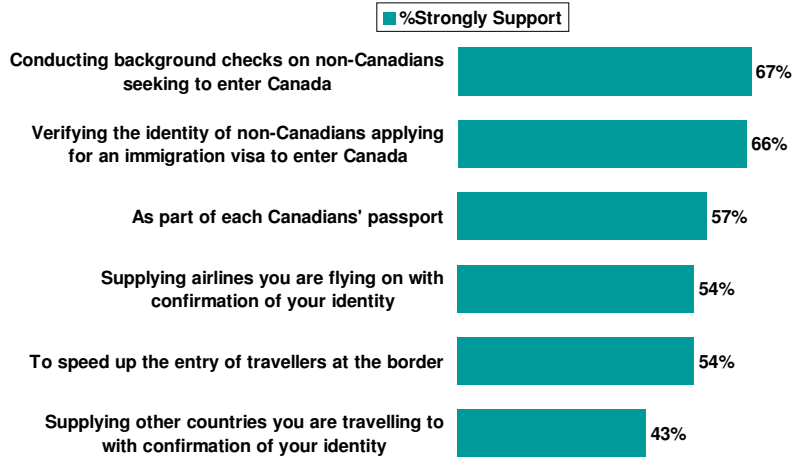 %Strongly Support
Conducting background checks on non-Canadians
seeking to enter Canada
67%
Verifying the identity of non-Canadians applying
for an immigration visa to enter Canada
66%
As part of each Canadians' passport
57%
Supplying airlines you are flying on with
confirmation of your identity
54%
To speed up the entry of travellers at the border
54%
Supplying other countries you are travelling to
with confirmation of your identity
43%